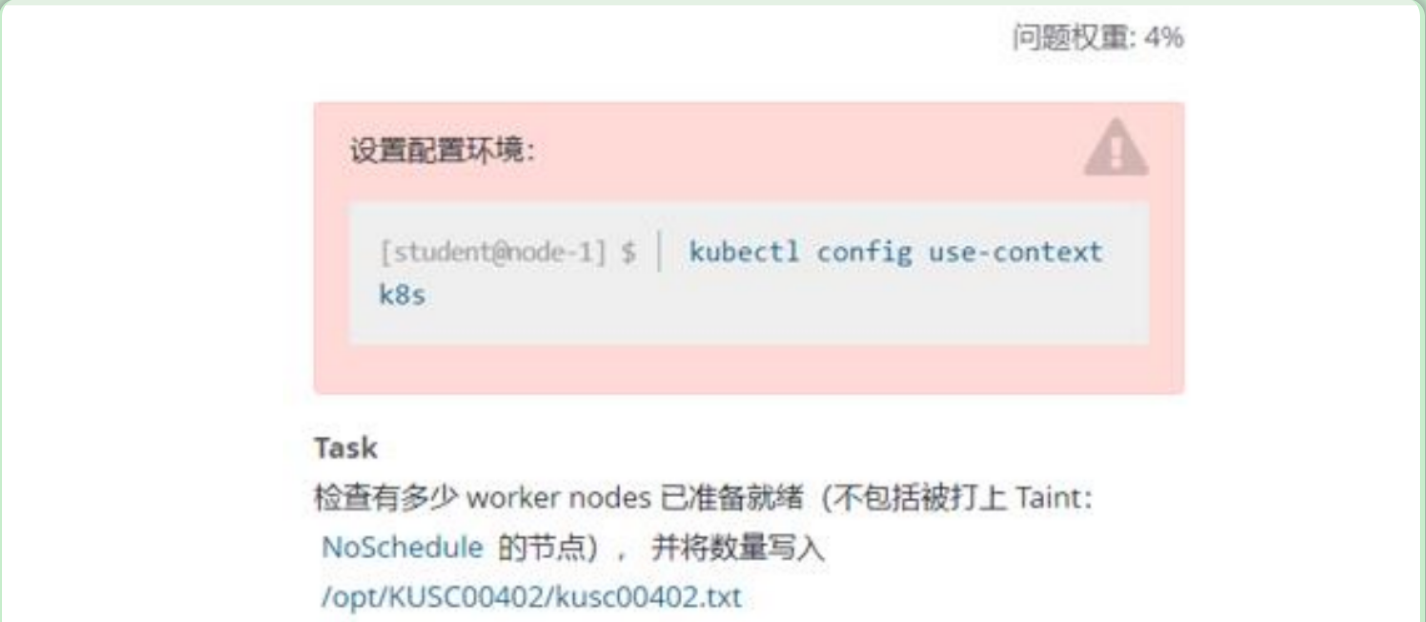 问题权重: 4%
设置配置环境:
[student@node-1] $ | kubectl config use-context
k8s
Task
检查有多少 worker nodes 已准备就绪（不包括被打上 Taint:
NoSchedule 的节点）, 并将数量写入
/opt/KUSC00402/kusc00402.txt